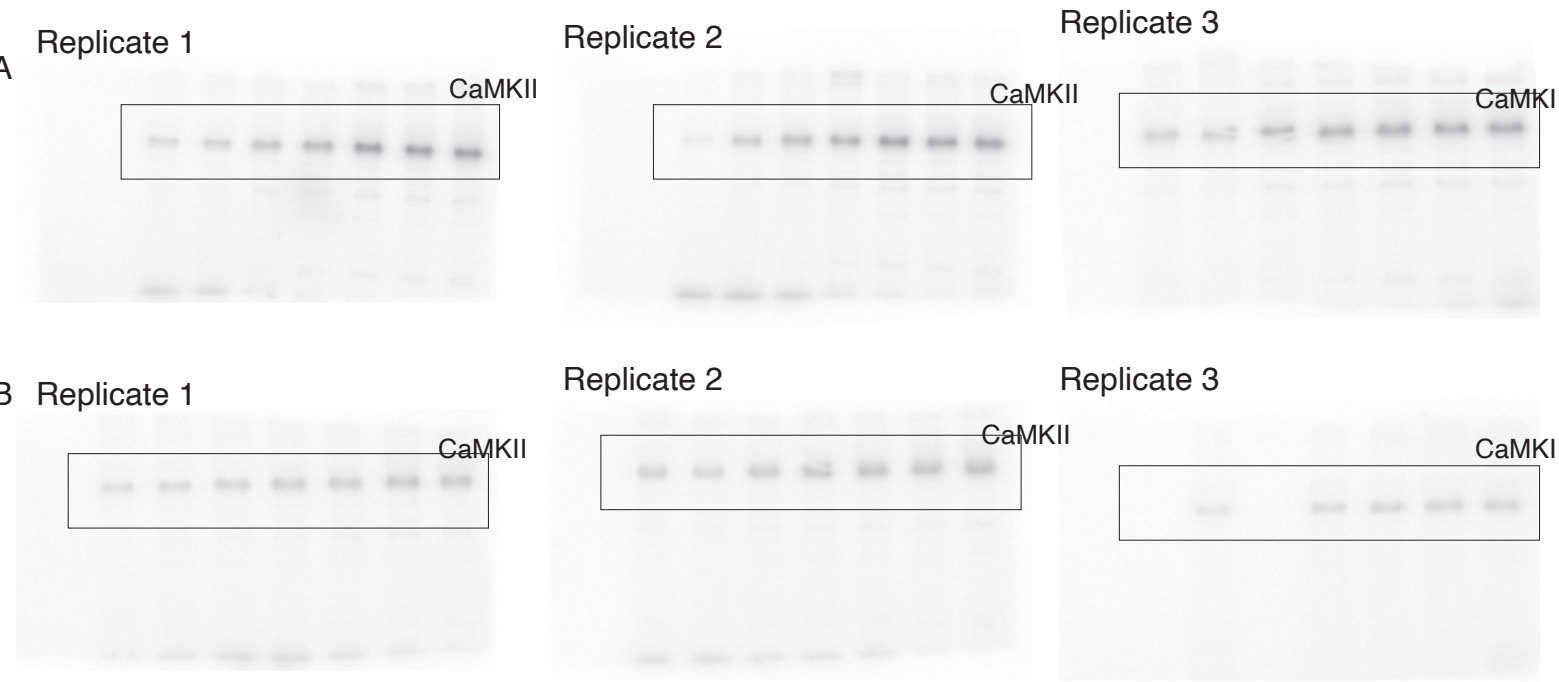 A
Replicate 1
Replicate 2
Replicate 3
CaMKII
CaMKII
CaMKI
B
Replicate 1
Replicate 2
Replicate 3
CaMKII
CaMKII
CaMKI